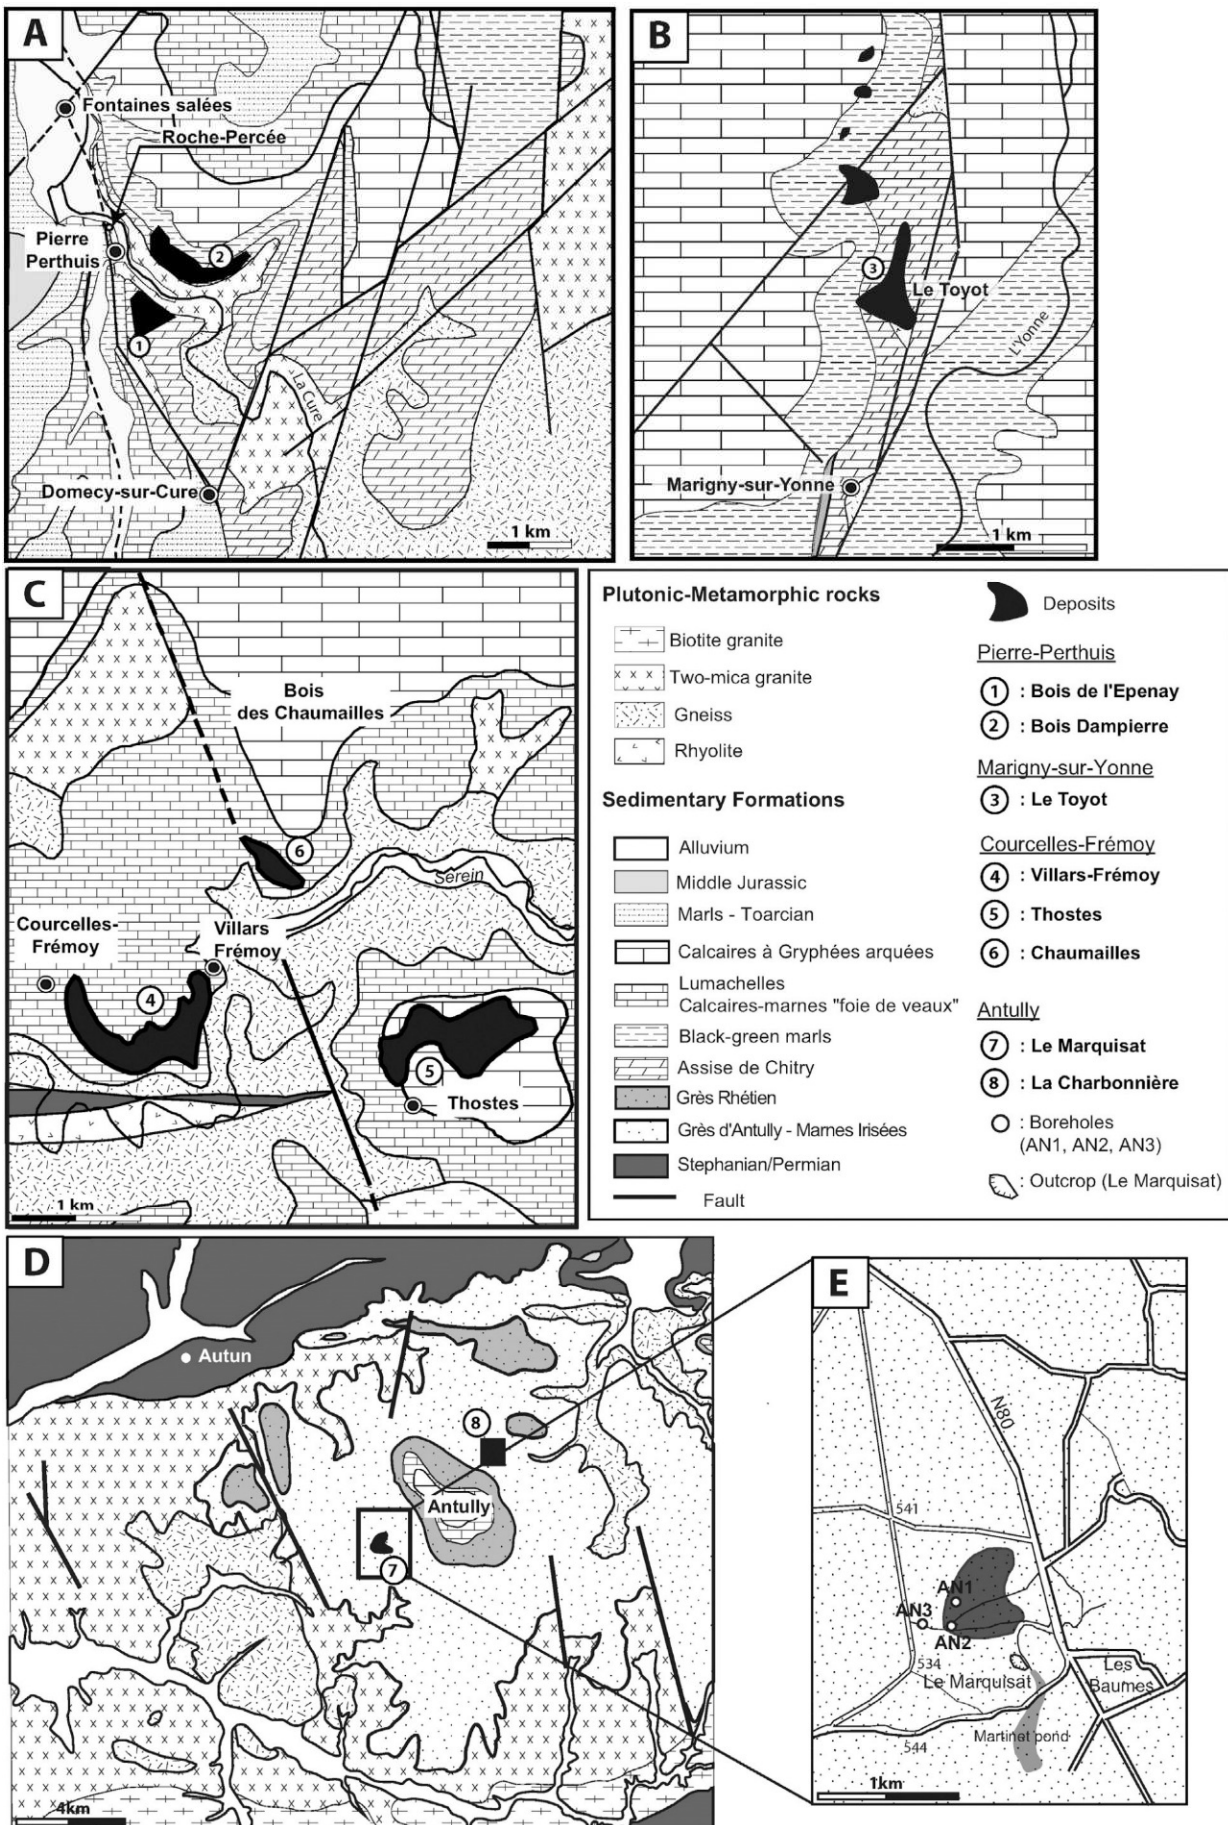 A
Fontaines salées
Roche-Percée
Pierre
Perthuis
2
1
La Cure
Domecy-sur-Cure
1 km
B
3
Le Toyot
L'Yonne
Marigny-sur-Yonne
1 km
C
Bois
des Chaumailles
6
Serein
Courcelles-
Frémoy
Villars
Frémoy
4
5
Thostes
1 km
Plutonic-Metamorphic rocks
Biotite granite
Two-mica granite
Gneiss
Rhyolite
Sedimentary Formations
Alluvium
Middle Jurassic
Marls - Toarcian
Calcaires à Gryphées arquées
Lumachelles
Calcaires-marnes "foie de veaux"
Black-green marls
Assise de Chitry
Grès Rhétien
Grès d'Antully - Marnes Irisées
Stephanian/Permian
Fault
Deposits
Pierre-Perthuis
1 : Bois de l'Epenay
2 : Bois Dampierre
Marigny-sur-Yonne
3 : Le Toyot
Courcelles-Frémoy
4 : Villars-Frémoy
5 : Thostes
6 : Chaumailles
Antully
7 : Le Marquisat
8 : La Charbonnière
: Boreholes
(AN1, AN2, AN3)
: Outcrop (Le Marquisat)
D
Autun
8
Antully
7
4km
E
N80
541
AN1
AN3
AN2
534
Le Marquisat
Les
Baumes
Martinet pond
544
1km